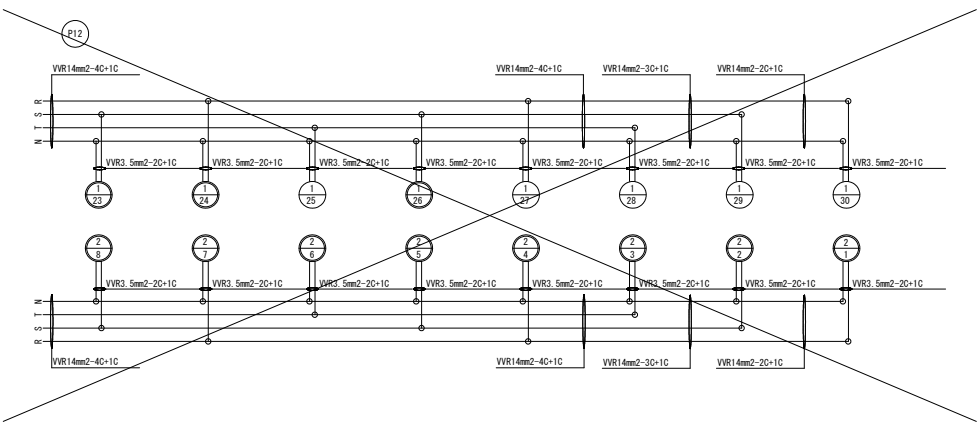 P12
VVR14mm2-4C+1C VVR14mm2-4C+1C VVR14mm2-3C+1C VVR14mm2-2C+1C
R
S
T
N
VVR3.5mm2-2C+1C VVR3.5mm2-2C+1C VVR3.5mm2-2C+1C VVR3.5mm2-2C+1C VVR3.5mm2-2C+1C VVR3.5mm2-2C+1C VVR3.5mm2-2C+1C VVR3.5mm2-2C+1C
1 1 1 1 1 1 1 1
23 24 25 26 27 28 29 30
2 2 2 2 2 2 2 2
8 7 6 5 4 3 2 1
VVR3.5mm2-2C+1C VVR3.5mm2-2C+1C VVR3.5mm2-2C+1C VVR3.5mm2-2C+1C VVR3.5mm2-2C+1C VVR3.5mm2-2C+1C VVR3.5mm2-2C+1C VVR3.5mm2-2C+1C
N
T
S
R
VVR14mm2-4C+1C VVR14mm2-4C+1C VVR14mm2-3C+1C VVR14mm2-2C+1C